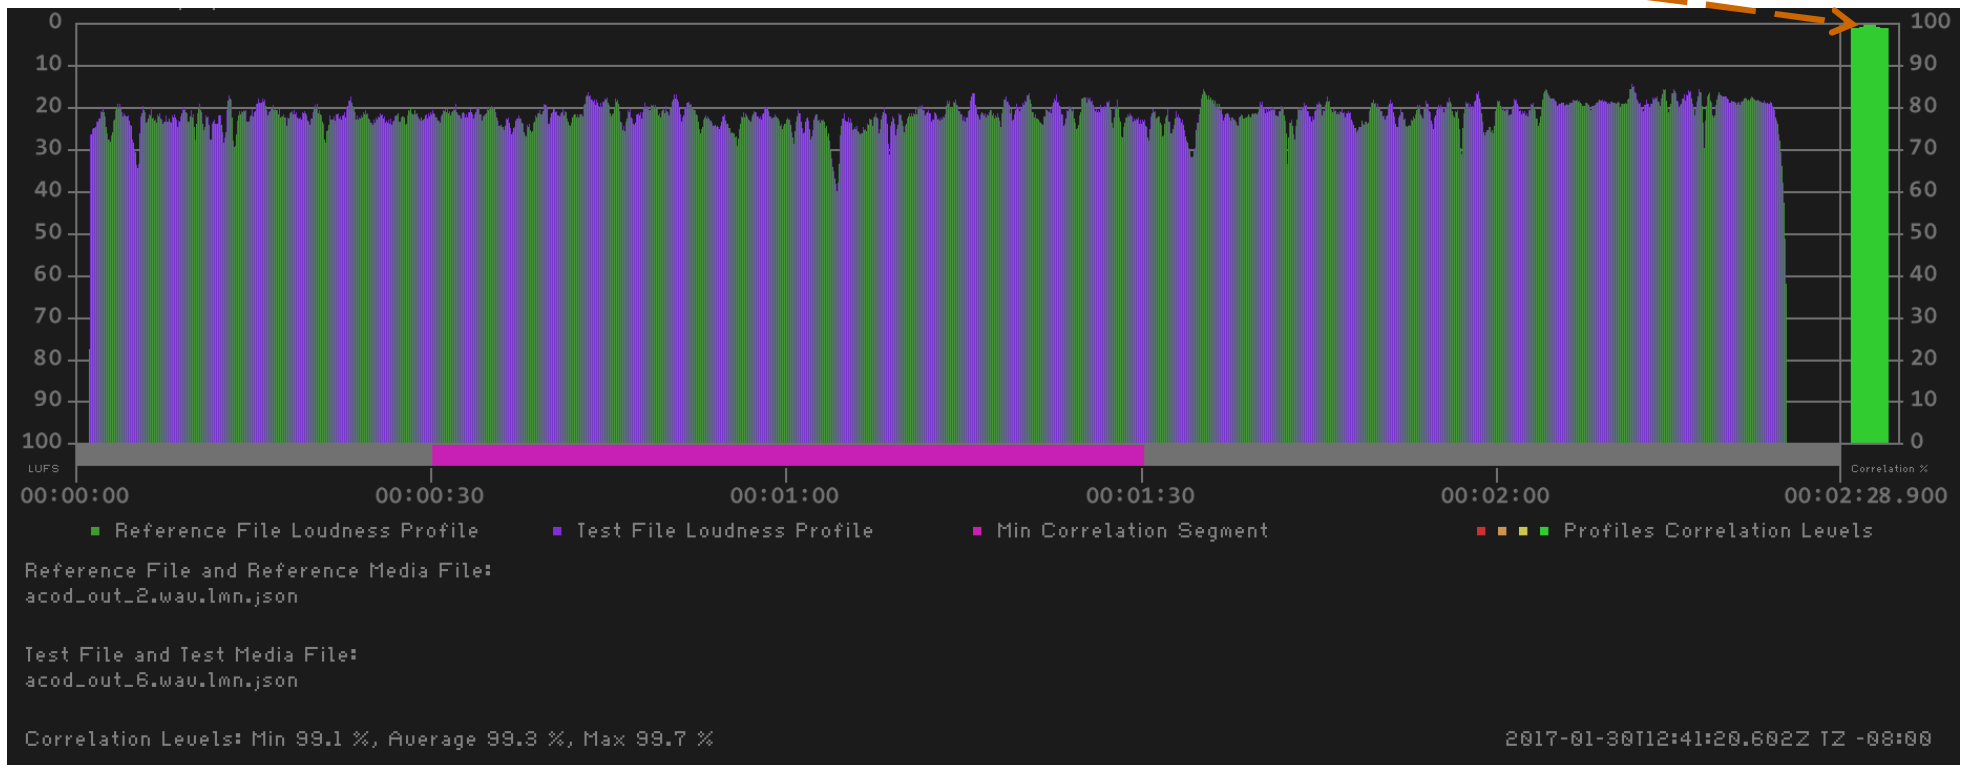 0 100
10 90
20 80
30 70
40 60
50 50
60 40
70 30
80 20
90 10
100 0
LUFS Correlation %
00:00:00 00:00:30 00:01:00 00:01:30 00:02:00 00:02:28.900
Reference File Loudness Profile Test File Loudness Profile Min Correlation Segment Profiles Correlation Levels
Reference File and Reference Media File:
acod_out_2.wav.lmn.json
Test File and Test Media File:
acod_out_6.wav.lmn.json
Correlation Levels: Min 99.1 %, Average 99.3 %, Max 99.7 % 2017-01-30T12:41:20.602Z TZ -08:00